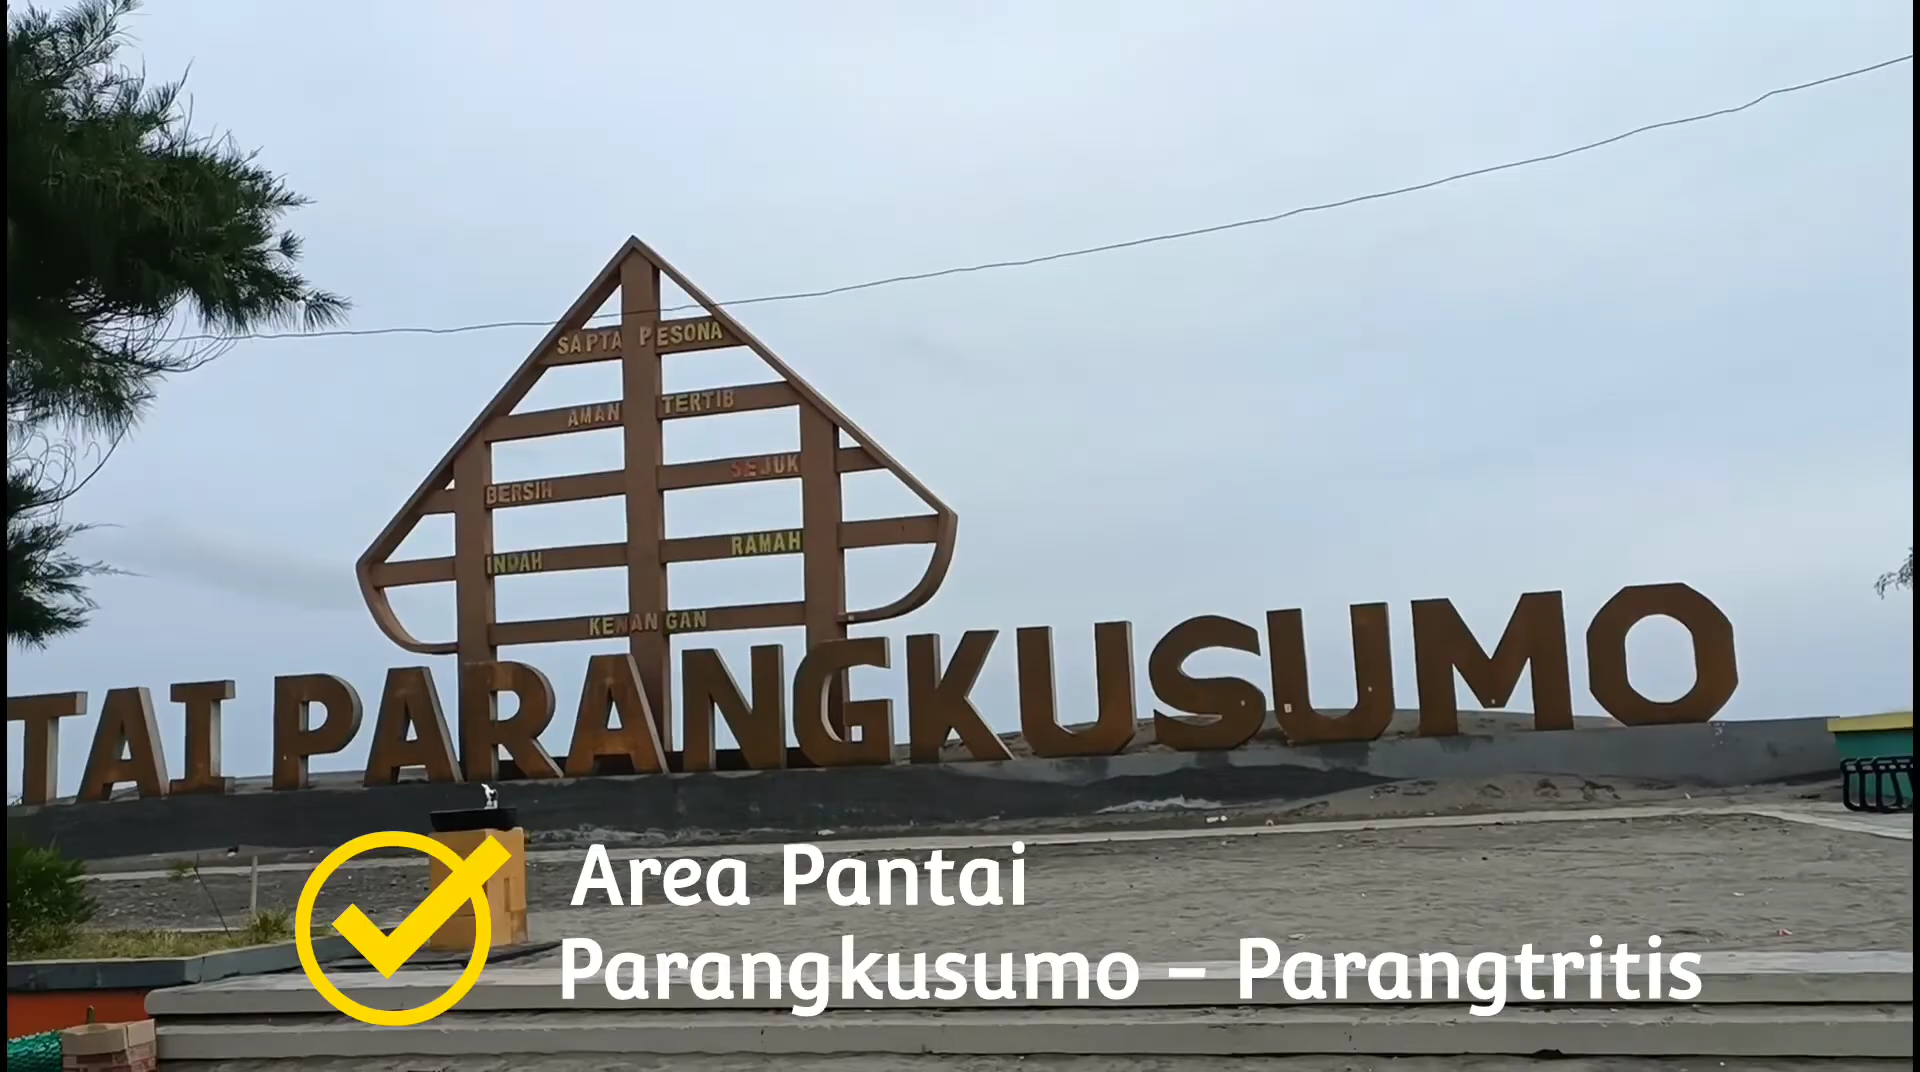 SAPTA PESONA
AMAN TERTIB
SEJUK
BERSIH
RAMAH
INDAH
KENANGAN
TAI PARANGKUSUMO
Area Pantai
Parangkusumo – Parangtritis